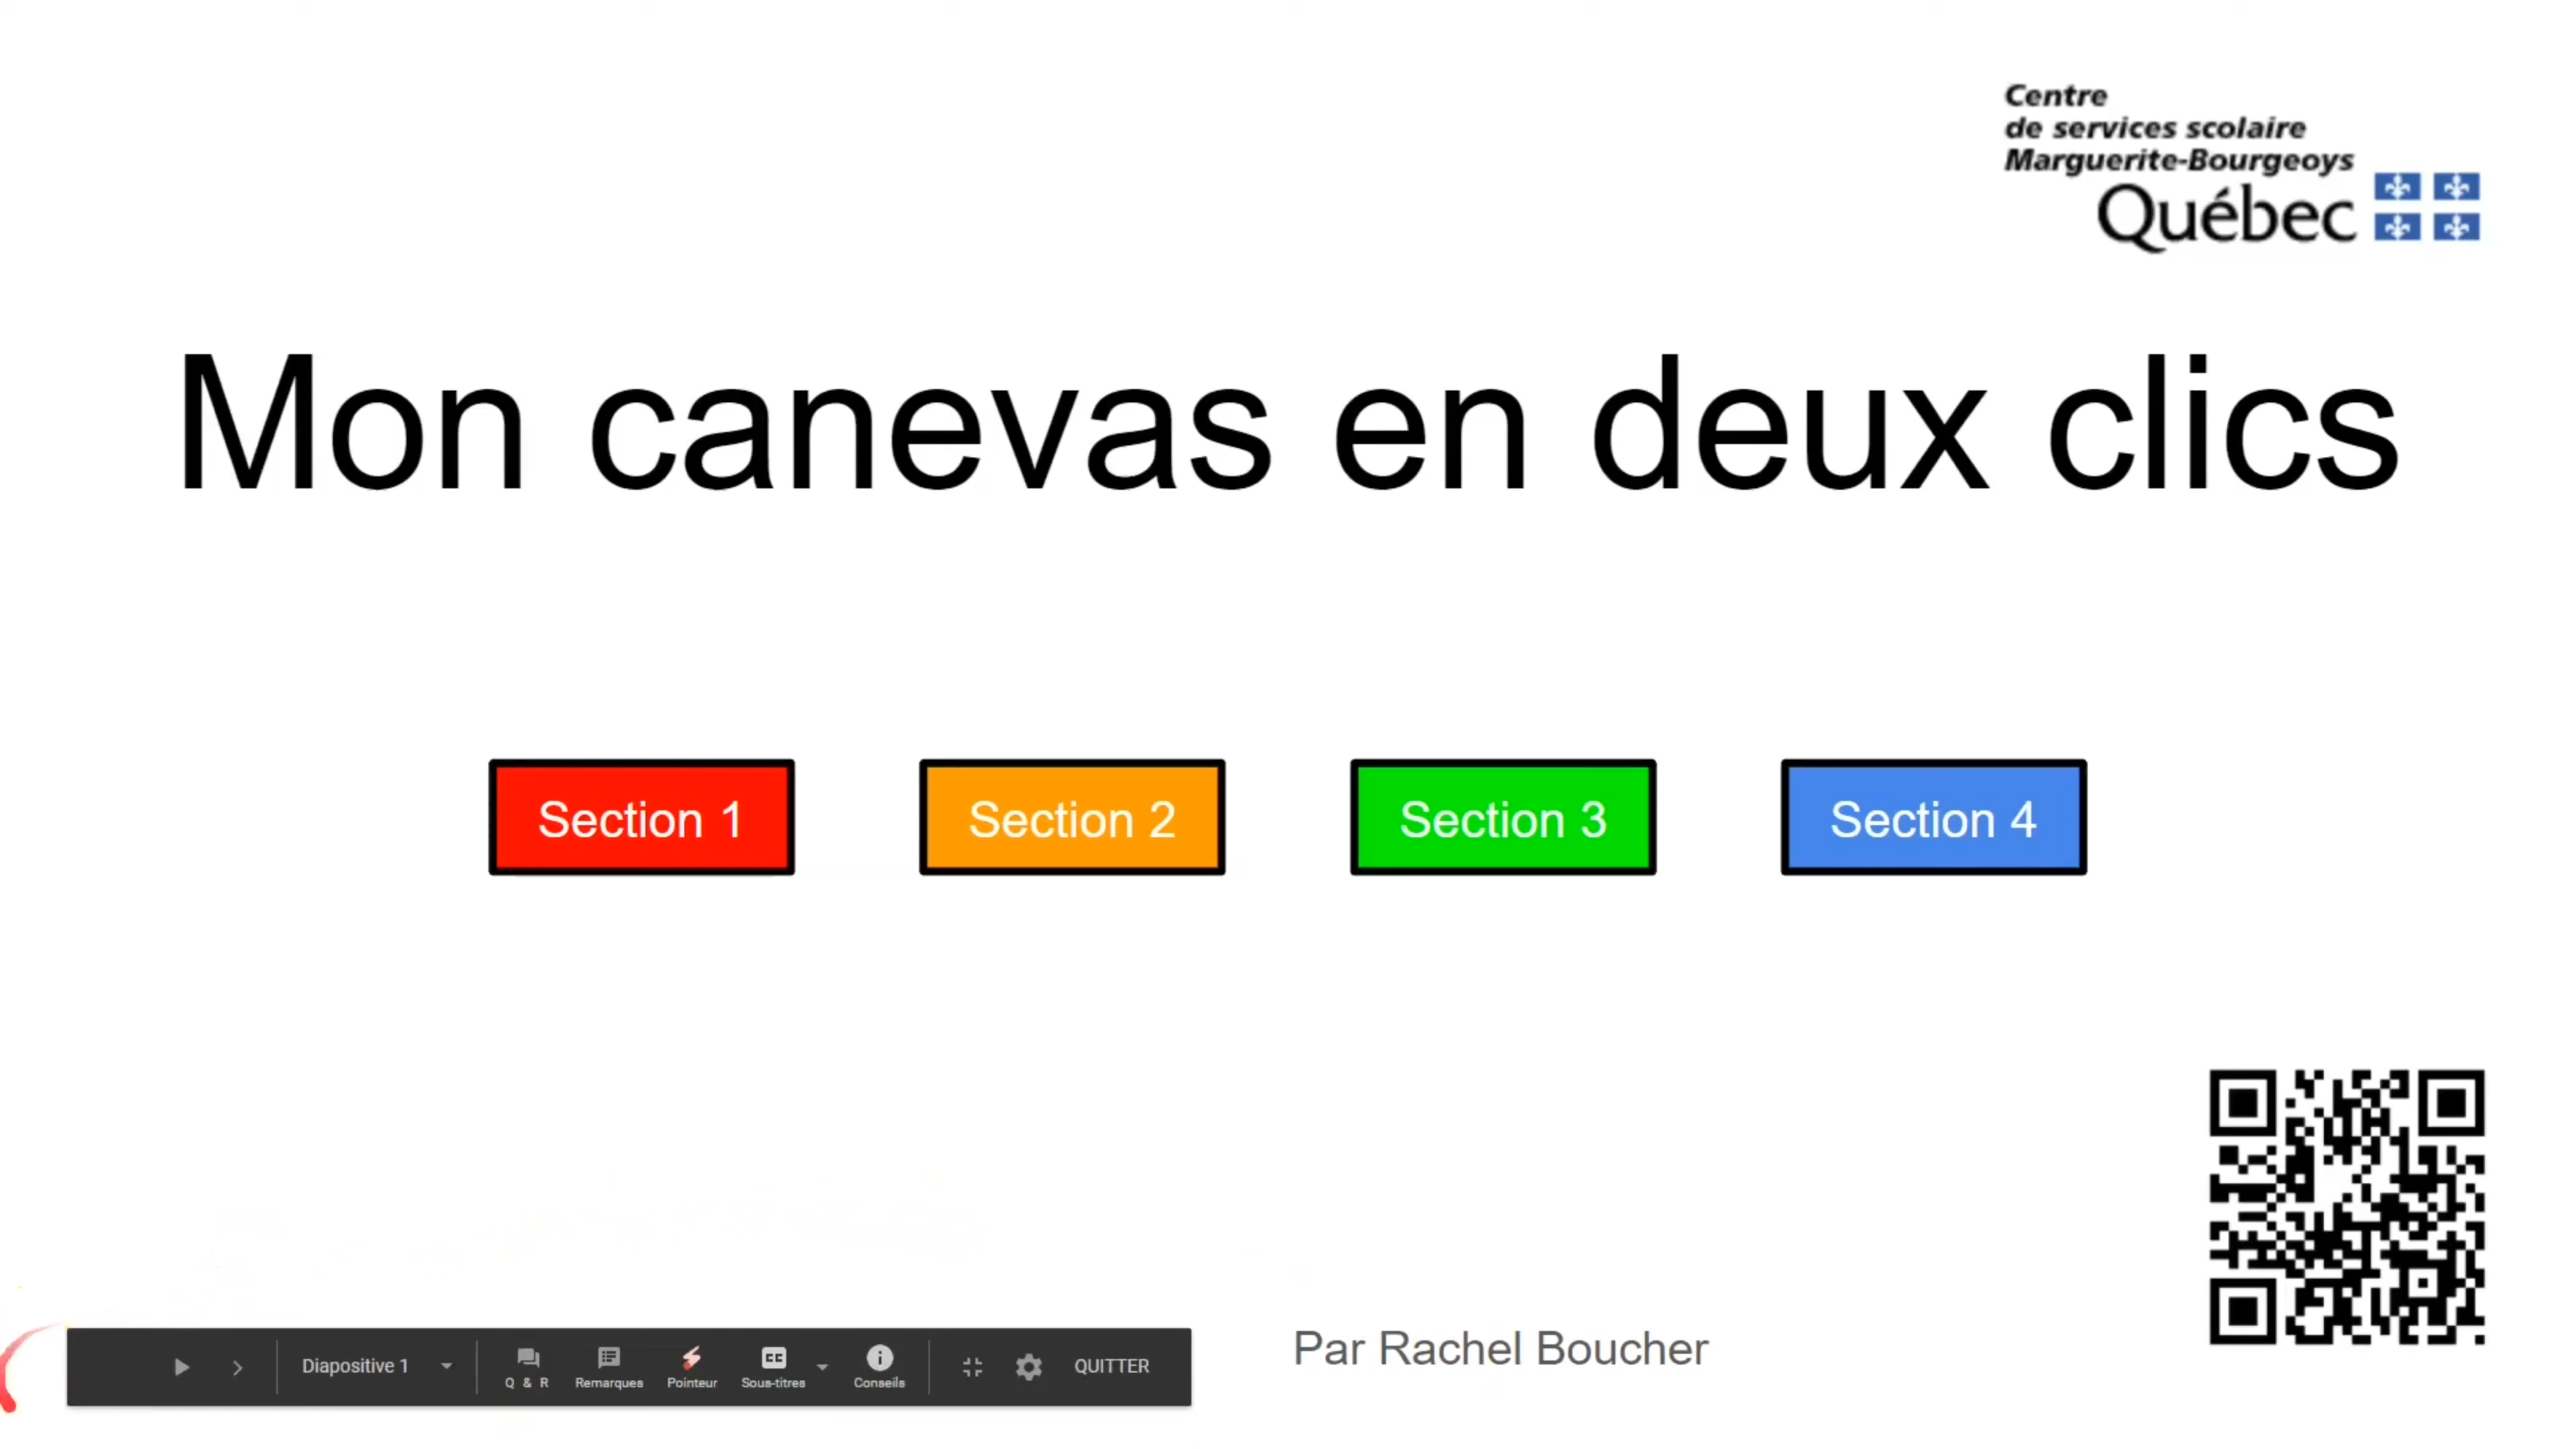 Centre
de services scolaire
Marguerite-Bourgeoys
Québec
Mon canevas en deux clics
Section 1
Section 2
Section 3
Section 4
Par Rachel Boucher
Diapositive 1
Q & R
Remarques
Pointeur
CC
Sous-titres
Conseils
QUITTER